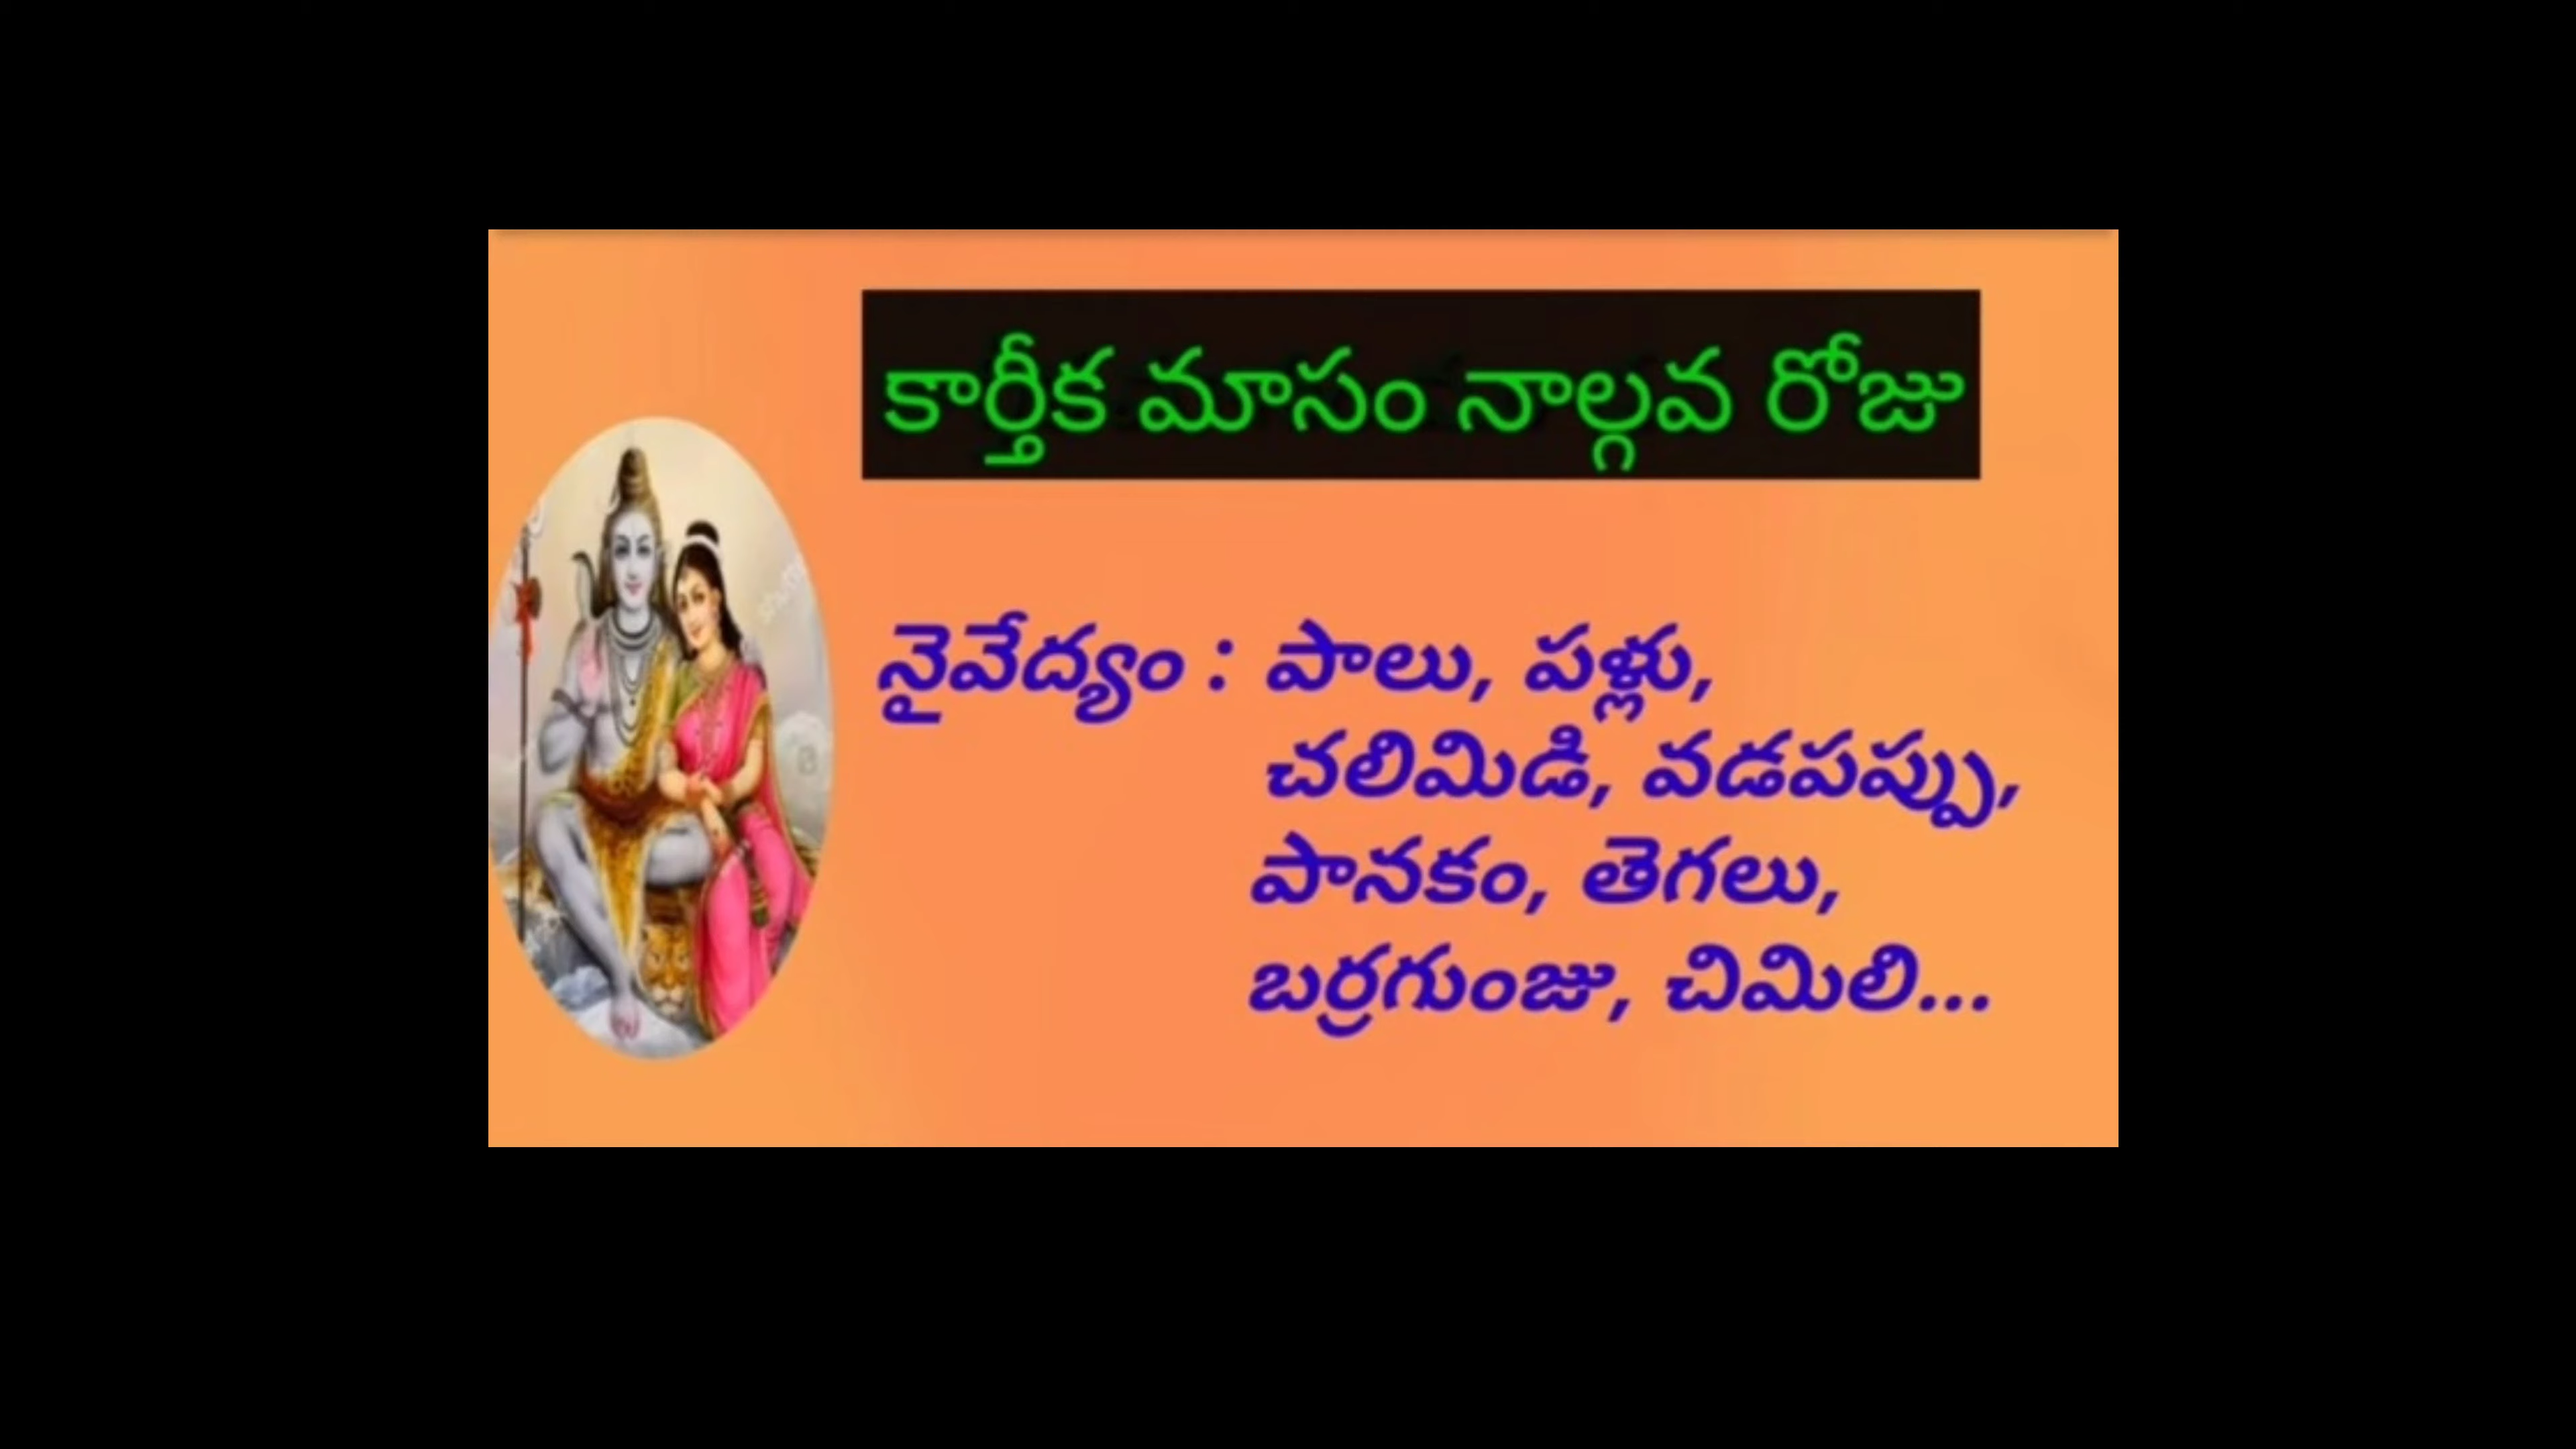 కార్తీక మాసం నాల్గవ రోజు
నైవేద్యం : పాలు, పళ్లు,
చలిమిడి, వడపప్పు,
పానకం, తెగలు,
బర్రగుంజు, చిమిలి...